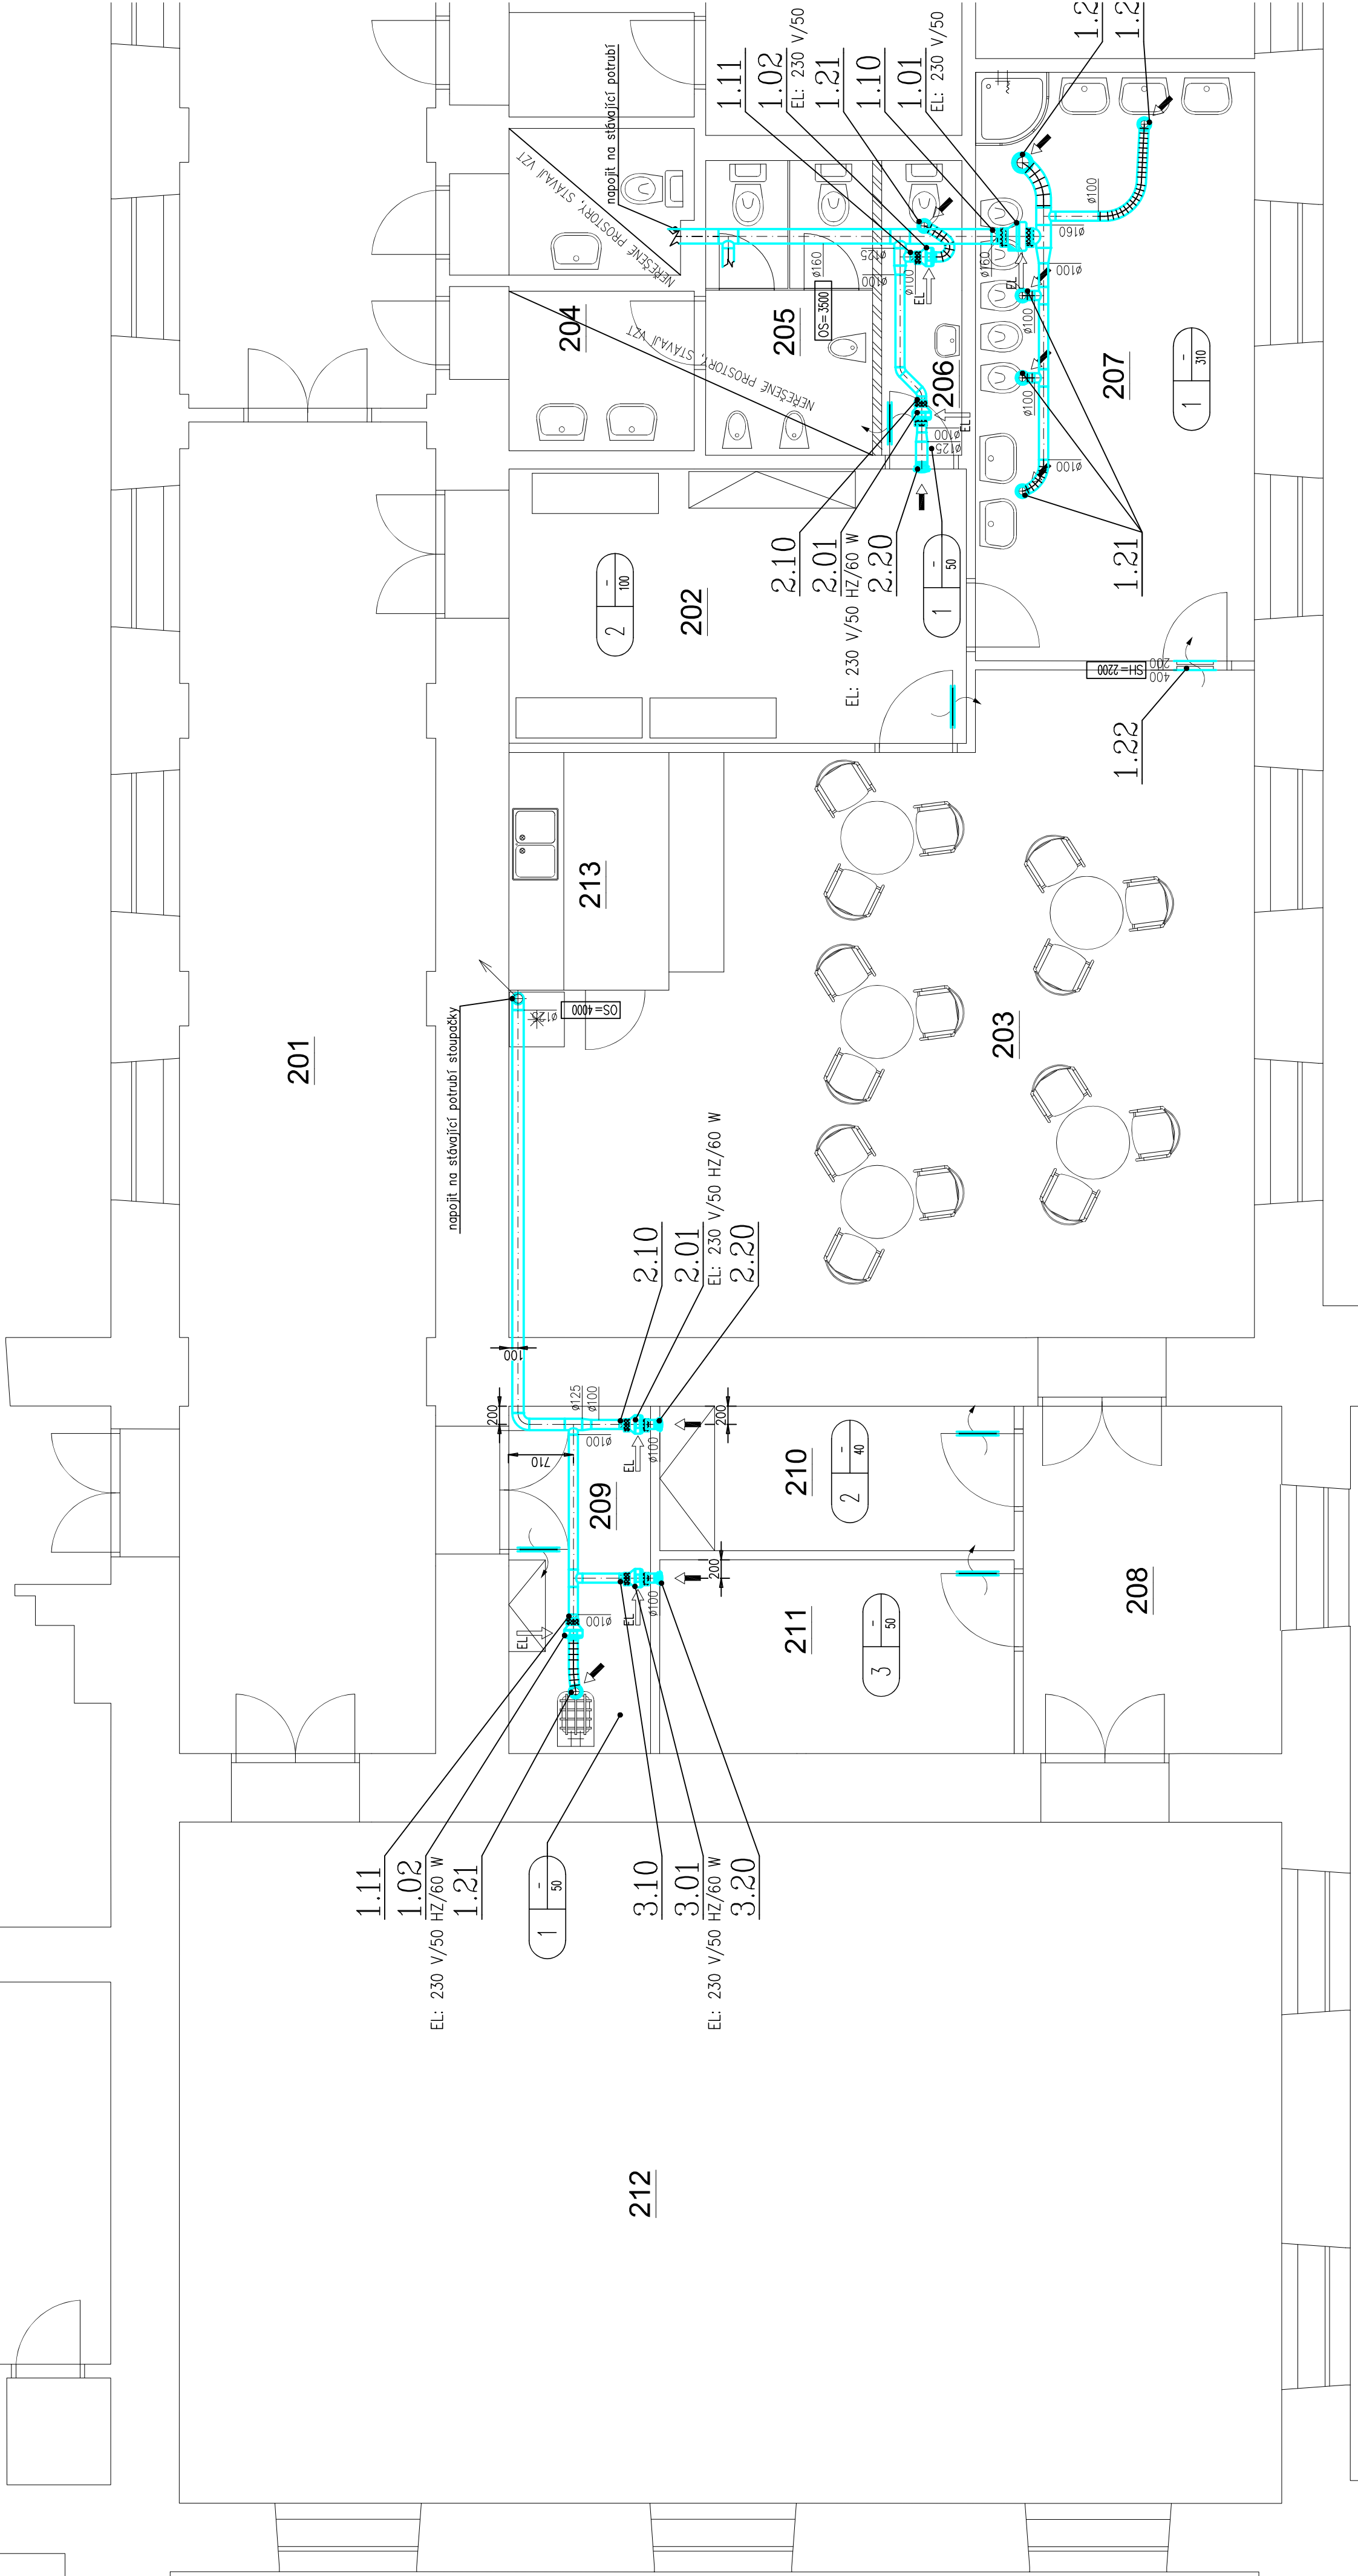 napojit na stávající potrubí
NEŘEŠENÉ PROSTORY, STÁVAJÍ VZT
NEŘEŠENÉ PROSTORY, STÁVAJÍ VZT
204
205
206
207
OS=3500
ø160
ø125
ø100
ø100
EL
1.11
1.02
EL: 230 V/50
1.21
1.10
1.01
EL: 230 V/50
1.2
1.2
ø100
ø160
ø160
EL
ø100
ø100
ø100
ø100
1 - 310
1.21
EL
ø100
ø125
2.10
2.01
EL: 230 V/50 HZ/60 W
2.20
1 - 50
2 - 100
202
SH=2200
400
200
1.22
213
203
201
napojit na stávající potrubí stoupačky
ø125
OS=4000
2.10
2.01
EL: 230 V/50 HZ/60 W
2.20
100
200
710
ø125
ø100
ø100
EL
ø100
200
209
210
2 - 40
200
211
3 - 50
208
EL
ø100
EL
ø100
1.11
1.02
EL: 230 V/50 HZ/60 W
1.21
1 - 50
3.10
3.01
EL: 230 V/50 HZ/60 W
3.20
212